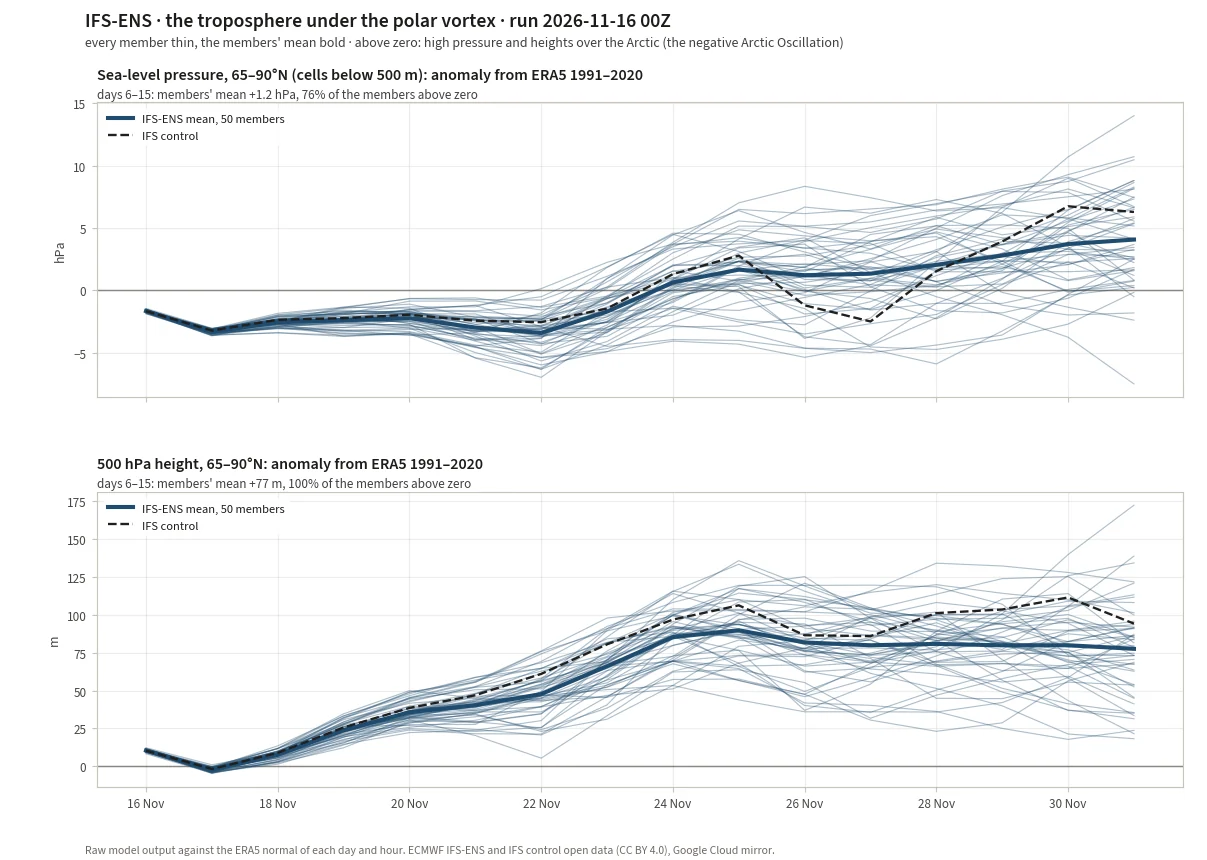 IFS-ENS · the troposphere under the polar vortex · run 2026-11-16 00Z
every member thin, the members' mean bold · above zero: high pressure and heights over the Arctic (the negative Arctic Oscillation)
Sea-level pressure, 65–90°N (cells below 500 m): anomaly from ERA5 1991–2020
days 6–15: members' mean +1.2 hPa, 76% of the members above zero
15
10
5
0
−5
hPa
IFS-ENS mean, 50 members
IFS control
500 hPa height, 65–90°N: anomaly from ERA5 1991–2020
days 6–15: members' mean +77 m, 100% of the members above zero
175
150
125
100
75
50
25
0
m
IFS-ENS mean, 50 members
IFS control
16 Nov 18 Nov 20 Nov 22 Nov 24 Nov 26 Nov 28 Nov 30 Nov
Raw model output against the ERA5 normal of each day and hour. ECMWF IFS-ENS and IFS control open data (CC BY 4.0), Google Cloud mirror.